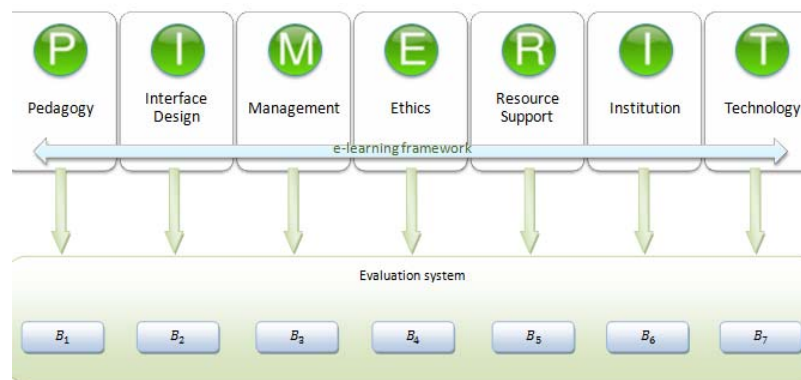 P I M E R I T
Pedagogy Interface Design Management Ethics Resource Support Institution Technology
e-learning framework
Evaluation system
B₁ B₂ B₃ B₄ B₅ B₆ B₇